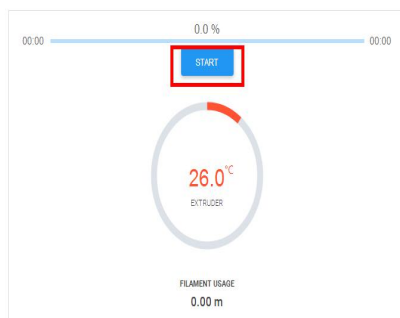 0.0 %
00:00 00:00
START
26.0°C
EXTRUDER
FILAMENT USAGE
0.00 m